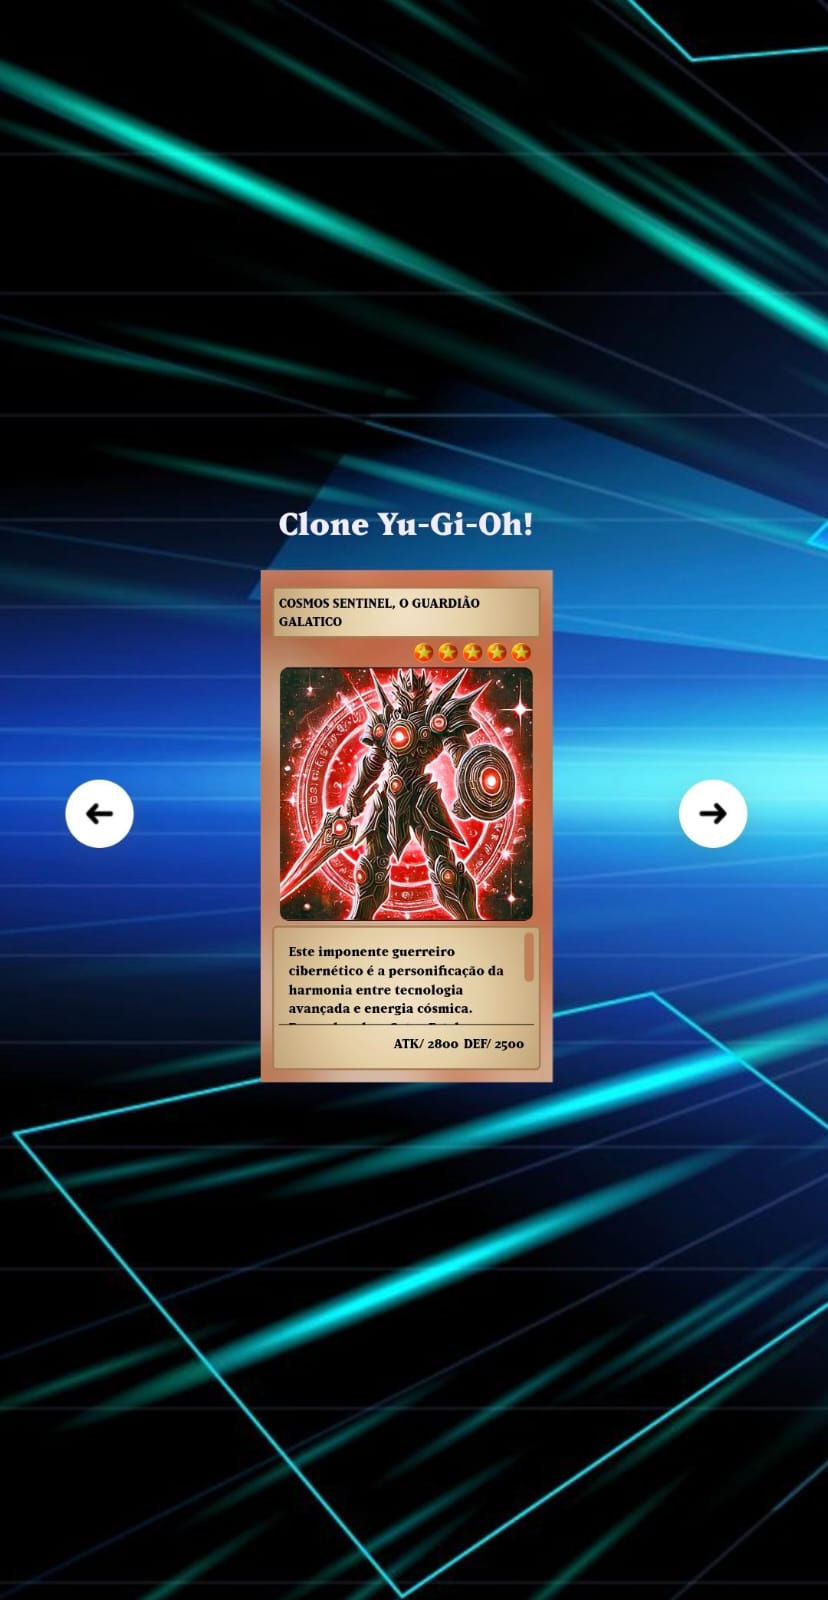 Clone Yu-Gi-Oh!
COSMOS SENTINEL, O GUARDIÃO
GALATICO
Este imponente guerreiro
cibernético é a personificação da
harmonia entre tecnologia
avançada e energia cósmica.
ATK/ 2800 DEF/ 2500